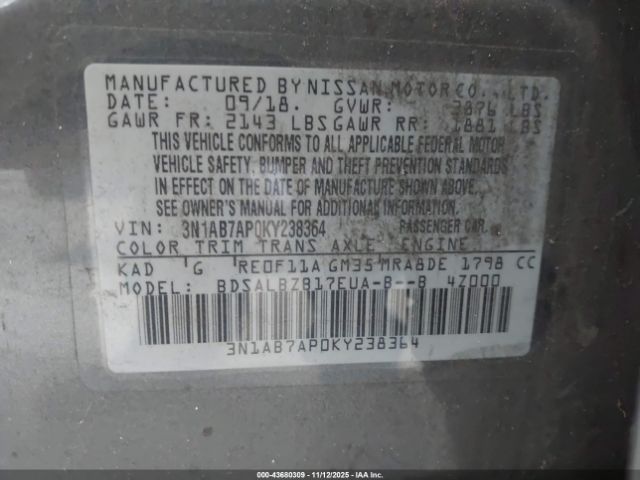 MANUFACTURED BY NISSAN MOTOR CO., LTD.
DATE: 09/18. GVWR: 3896 LBS
GAWR FR: 2143 LBS GAWR RR: 1881 LBS
THIS VEHICLE CONFORMS TO ALL APPLICABLE FEDERAL MOTOR
VEHICLE SAFETY, BUMPER AND THEFT PREVENTION STANDARDS
IN EFFECT ON THE DATE OF MANUFACTURE SHOWN ABOVE.
SEE OWNER'S MANUAL FOR ADDITIONAL INFORMATION.
VIN: 3N1AB7AP0KY238364 PASSENGER CAR
COLOR TRIM TRANS AXLE ENGINE
KAD G RE0F11A GM35 MRA8DE 1798 CC
MODEL: BDSALBZB17EUA-B--B 4Z000
3N1AB7AP0KY238364
000-43680309 - 11/12/2025 - IAA Inc.